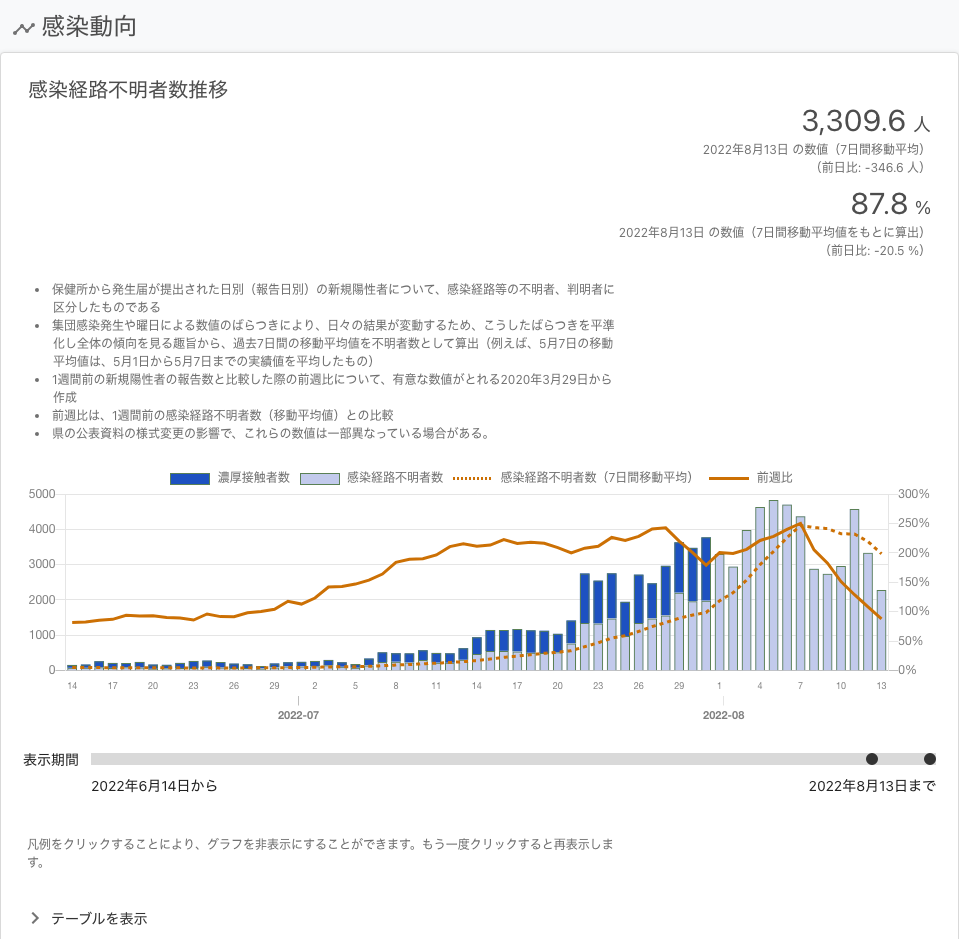 感染動向
感染経路不明者数推移
3,309.6 人
2022年8月13日 の数値（7日間移動平均）
（前日比: -346.6 人）
87.8 %
2022年8月13日 の数値（7日間移動平均値をもとに算出）
（前日比: -20.5 %）
• 保健所から発生届が提出された日別（報告日別）の新規陽性者について、感染経路等の不明者、判明者に
区分したものである
• 集団感染発生や曜日による数値のばらつきにより、日々の結果が変動するため、こうしたばらつきを平準
化し全体の傾向を見る趣旨から、過去7日間の移動平均値を不明者数として算出（例えば、5月7日の移動
平均値は、5月1日から5月7日までの実績値を平均したもの）
• 1週間前の新規陽性者の報告数と比較した際の前週比について、有意な数値がとれる2020年3月29日から
作成
• 前週比は、1週間前の感染経路不明者数（移動平均値）との比較
• 県の公表資料の様式変更の影響で、これらの数値は一部異なっている場合がある。
濃厚接触者数 感染経路不明者数 感染経路不明者数（7日間移動平均） 前週比
5000 300%
250%
4000
200%
3000
150%
2000
100%
1000
50%
0 0%
14 17 20 23 26 29 2 5 8 11 14 17 20 23 26 29 1 4 7 10 13
2022-07 2022-08
表示期間
2022年6月14日から 2022年8月13日まで
凡例をクリックすることにより、グラフを非表示にすることができます。もう一度クリックすると再表示しま
す。
テーブルを表示